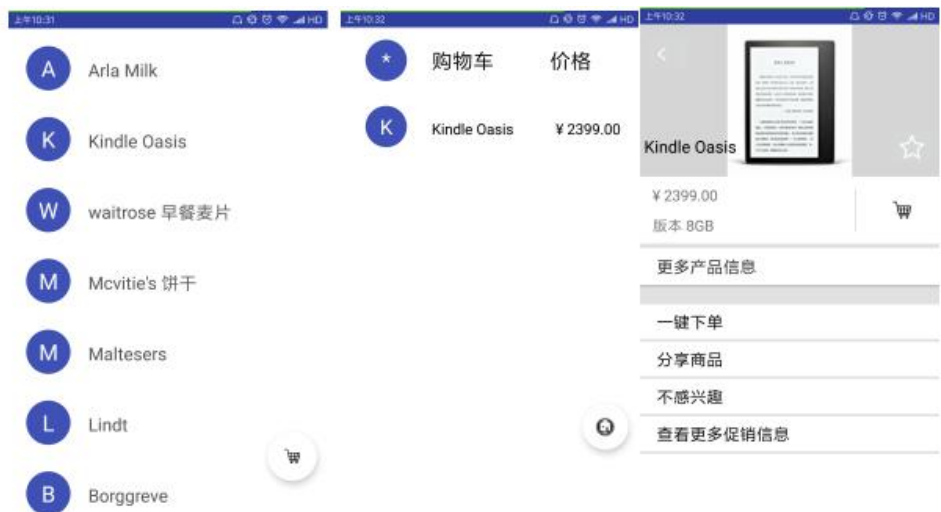 上午10:31 HD
A Arla Milk
K Kindle Oasis
W waitrose 早餐麦片
M Mcvitie's 饼干
M Maltesers
L Lindt
B Borggreve
上午10:32 HD
* 购物车 价格
K Kindle Oasis ¥ 2399.00
上午10:32 HD
Kindle Oasis
¥ 2399.00
版本 8GB
更多产品信息
一键下单
分享商品
不感兴趣
查看更多促销信息